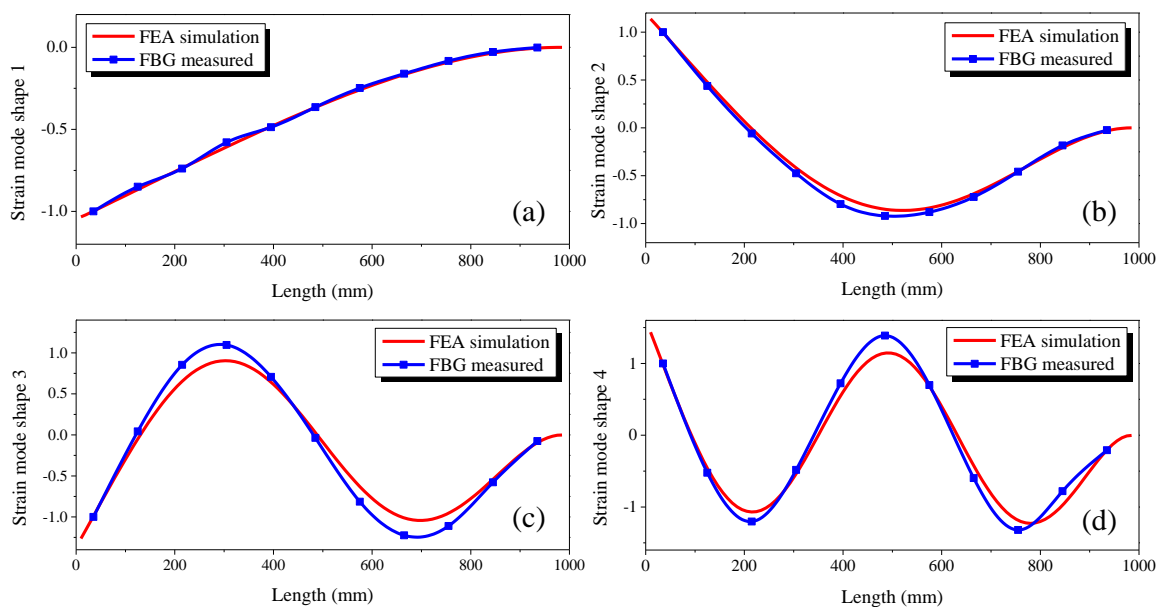 Strain mode shape 1
0.0
-0.5
-1.0
FEA simulation
FBG measured
(a)
0
200
400
600
800
1000
Length (mm)
Strain mode shape 2
1.0
0.5
0.0
-0.5
-1.0
FEA simulation
FBG measured
(b)
0
200
400
600
800
1000
Length (mm)
Strain mode shape 3
1.0
0.5
0.0
-0.5
-1.0
FEA simulation
FBG measured
(c)
0
200
400
600
800
1000
Length (mm)
Strain mode shape 4
1
0
-1
FEA simulation
FBG measured
(d)
0
200
400
600
800
1000
Length (mm)